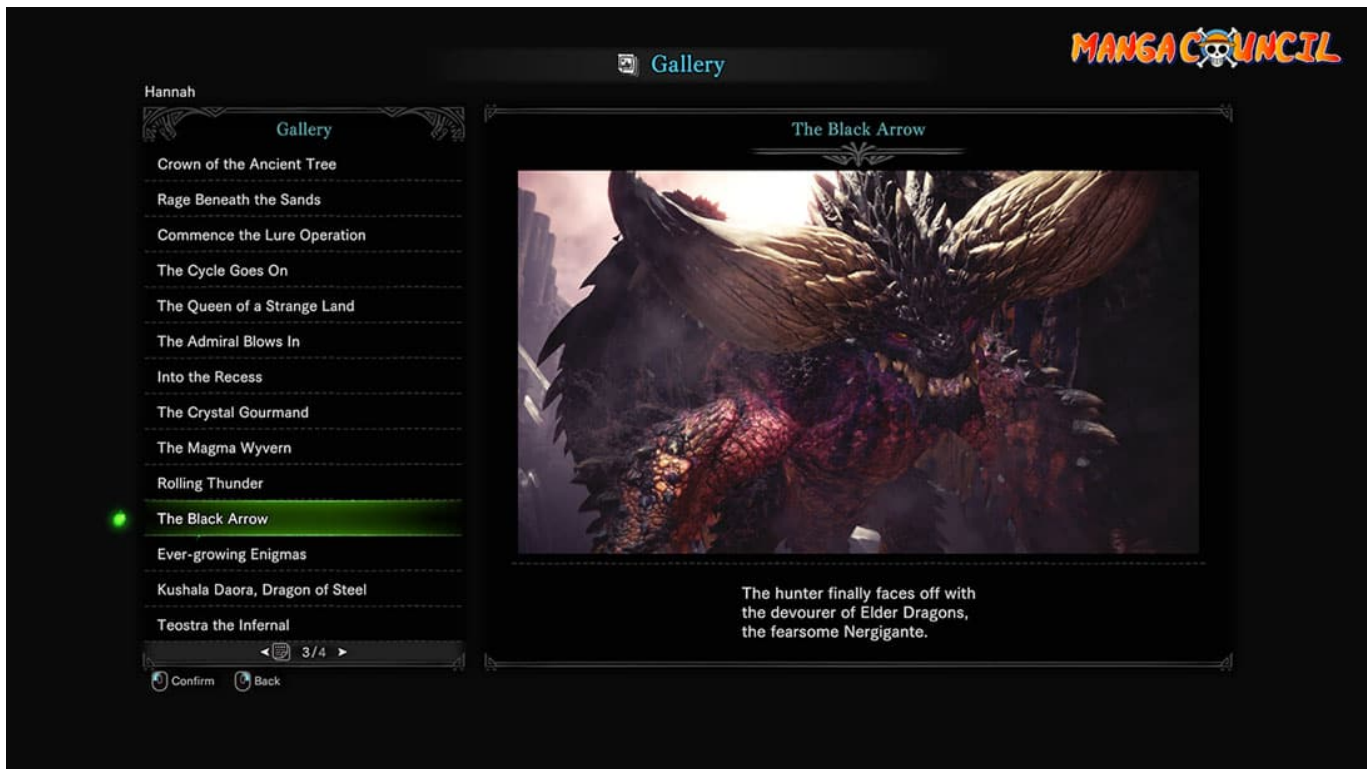 MANGA COUNCIL
Gallery
Hannah
Gallery
Crown of the Ancient Tree
Rage Beneath the Sands
Commence the Lure Operation
The Cycle Goes On
The Queen of a Strange Land
The Admiral Blows In
Into the Recess
The Crystal Gourmand
The Magma Wyvern
Rolling Thunder
The Black Arrow
Ever-growing Enigmas
Kushala Daora, Dragon of Steel
Teostra the Infernal
3/4
Confirm Back
The Black Arrow
The hunter finally faces off with
the devourer of Elder Dragons,
the fearsome Nergigante.